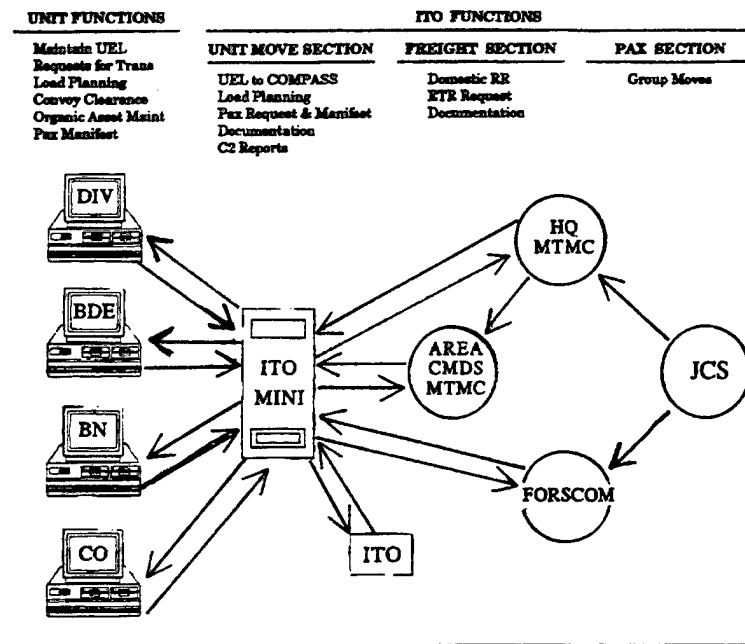 UNIT FUNCTIONS
Maintain UEL
Requests for Trans
Load Planning
Convoy Clearance
Organic Asset Maint
Pax Manifest
ITO FUNCTIONS
UNIT MOVE SECTION
UEL to COMPASS
Load Planning
Pax Request & Manifest
Documentation
C2 Reports
FREIGHT SECTION
Domestic RR
ETR Request
Documentation
PAX SECTION
Group Moves
DIV
BDE
BN
CO
ITO
MINI
HQ
MTMC
AREA
CMDS
MTMC
JCS
FORSCOM
ITO